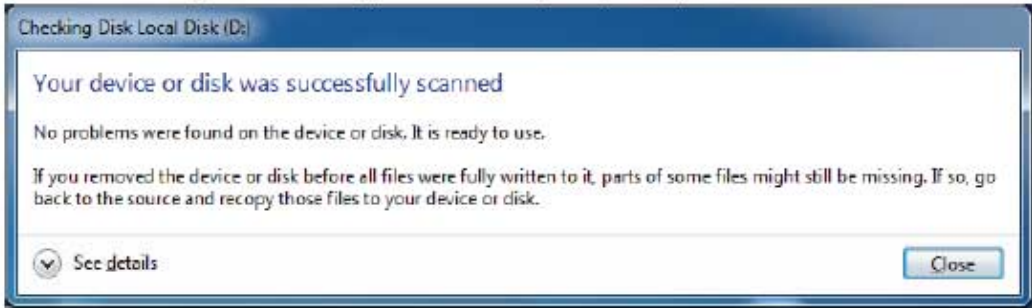 Checking Disk Local Disk (D:)
Your device or disk was successfully scanned
No problems were found on the device or disk. It is ready to use.
If you removed the device or disk before all files were fully written to it, parts of some files might still be missing. If so, go
back to the source and recopy those files to your device or disk.
See details
Close